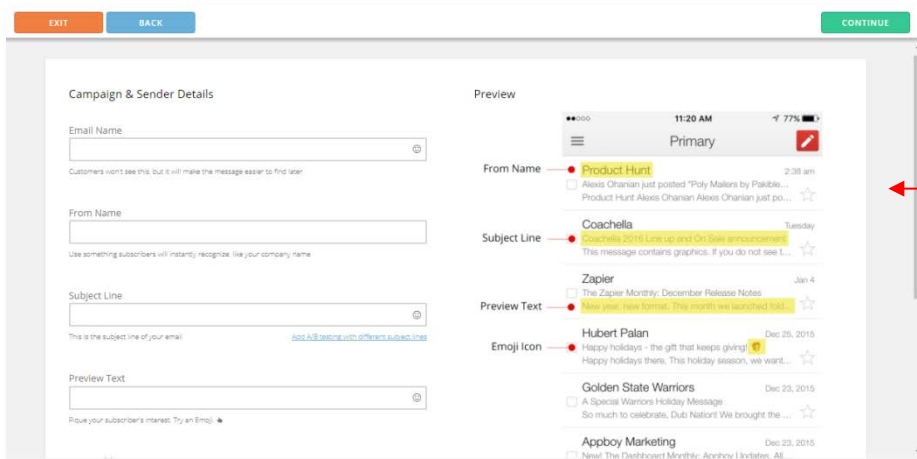 EXIT
BACK
CONTINUE
Campaign & Sender Details
Email Name
Customers won't see this, but it will make the message easier to find later
From Name
Use something subscribers will instantly recognize, like your company name
Subject Line
This is the subject line of your email
Add A/B testing with different subject lines
Preview Text
Pique your subscriber's interest. Try an Emoji.
Preview
11:20 AM
77%
Primary
From Name
Product Hunt
2:38 am
Alexis Ohanian just posted "Poly Mailers by Pakible...
Product Hunt Alexis Ohanian Alexis Ohanian just po...
Subject Line
Coachella
Tuesday
Coachella 2016 Line up and On Sale announcement
This message contains graphics. If you do not see t...
Zapier
Jan 4
The Zapier Monthly: December Release Notes
Preview Text
New year, new format. This month we launched fold...
Hubert Palan
Dec 25, 2015
Emoji Icon
Happy holidays - the gift that keeps giving!
Happy holidays there, This holiday season, we want...
Golden State Warriors
Dec 23, 2015
A Special Warriors Holiday Message
So much to celebrate, Dub Nation! We brought the ...
Appboy Marketing
Dec 23, 2015
New! The Dashboard Monthly: Appboy Updates, All...